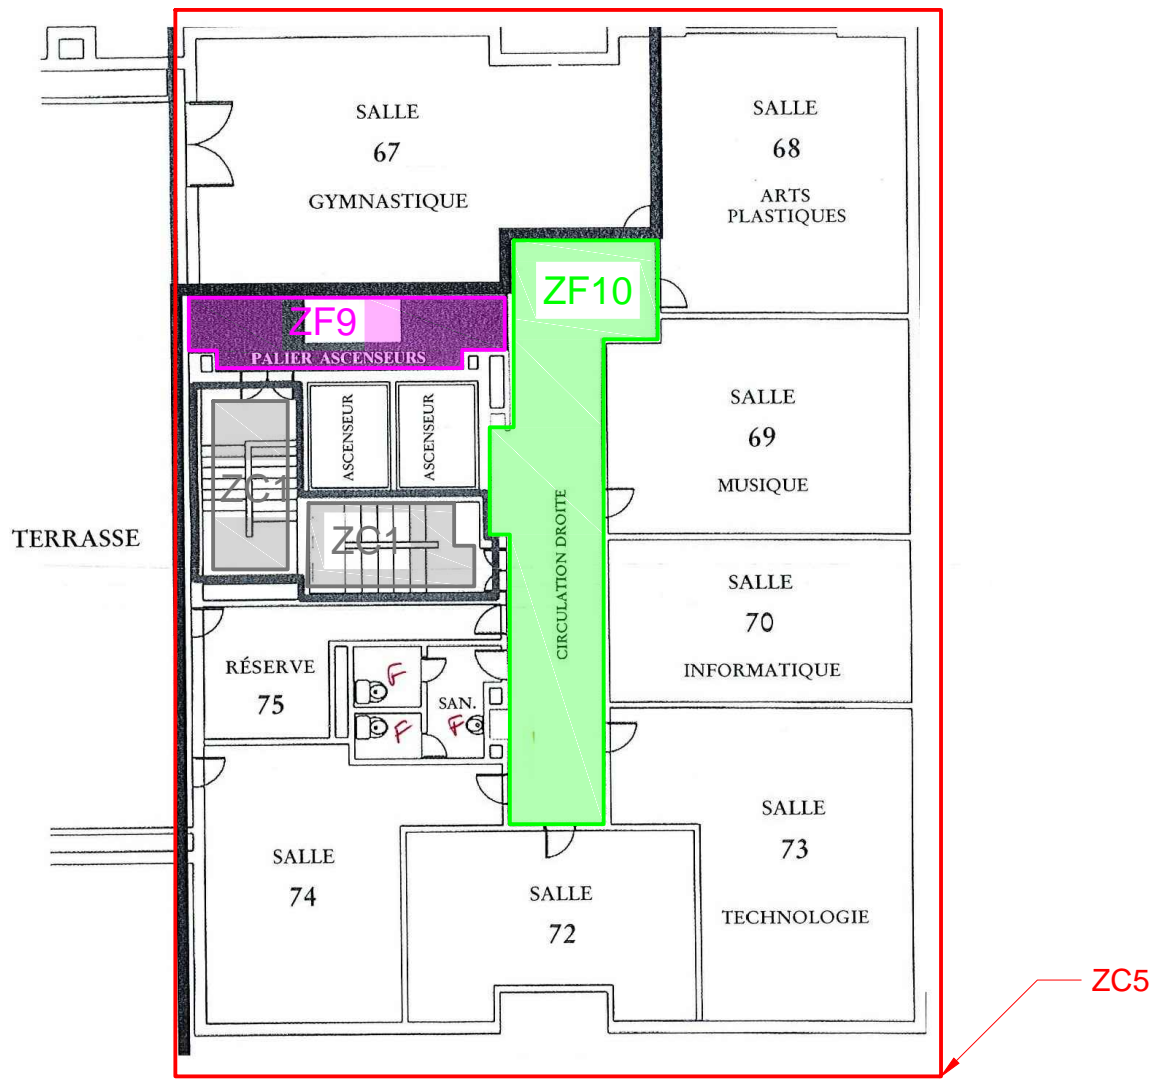 SALLE
67
GYMNASTIQUE
SALLE
68
ARTS
PLASTIQUES
ZF10
ZF9
PALIER ASCENSEURS
ASCENSEUR
ASCENSEUR
SALLE
69
MUSIQUE
ZC1
ZC1
TERRASSE
CIRCULATION DROITE
SALLE
70
INFORMATIQUE
RÉSERVE
75
F
SAN.
F
F
SALLE
73
TECHNOLOGIE
SALLE
74
SALLE
72
ZC5